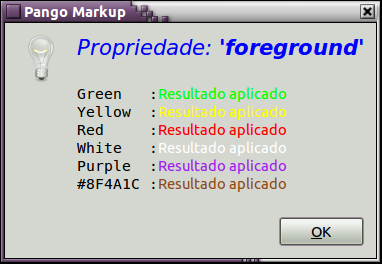 Pango Markup
Propriedade: 'foreground'
Green   :Resultado aplicado
Yellow  :Resultado aplicado
Red     :Resultado aplicado
White   :Resultado aplicado
Purple  :Resultado aplicado
#8F4A1C :Resultado aplicado
OK